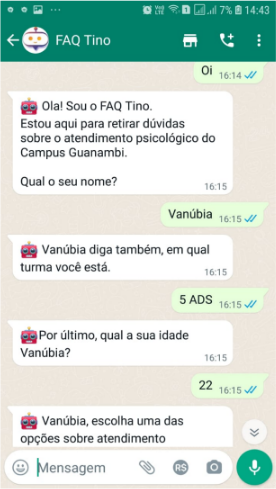 7% 14:43
FAQ Tino
Oi
16:14
Ola! Sou o FAQ Tino.
Estou aqui para retirar dúvidas
sobre o atendimento psicológico do
Campus Guanambi.
Qual o seu nome?
16:15
Vanúbia 16:15
Vanúbia diga também, em qual
turma você está.
16:15
5 ADS 16:15
Por último, qual a sua idade
Vanúbia?
16:15
22 16:15
Vanúbia, escolha uma das
opções sobre atendimento
Mensagem
R$